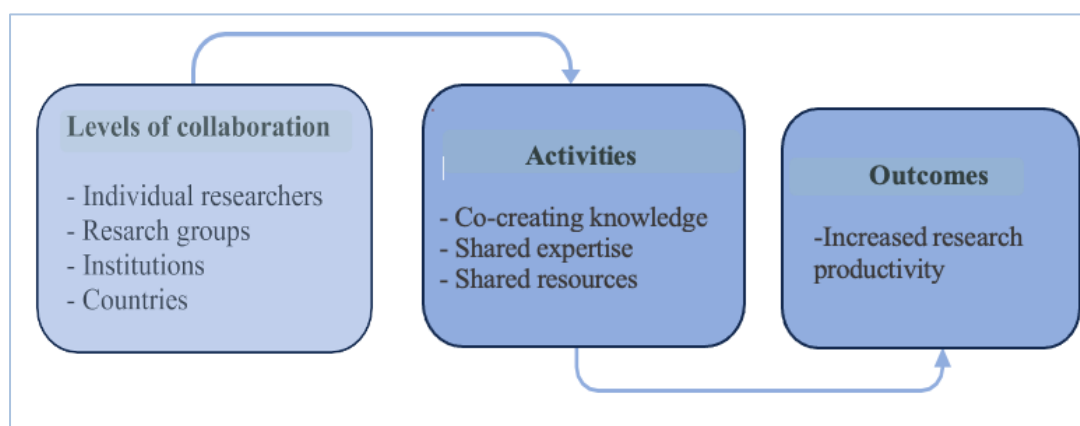 Levels of collaboration
- Individual researchers
- Resarch groups
- Institutions
- Countries
Activities
- Co-creating knowledge
- Shared expertise
- Shared resources
Outcomes
-Increased research
productivity